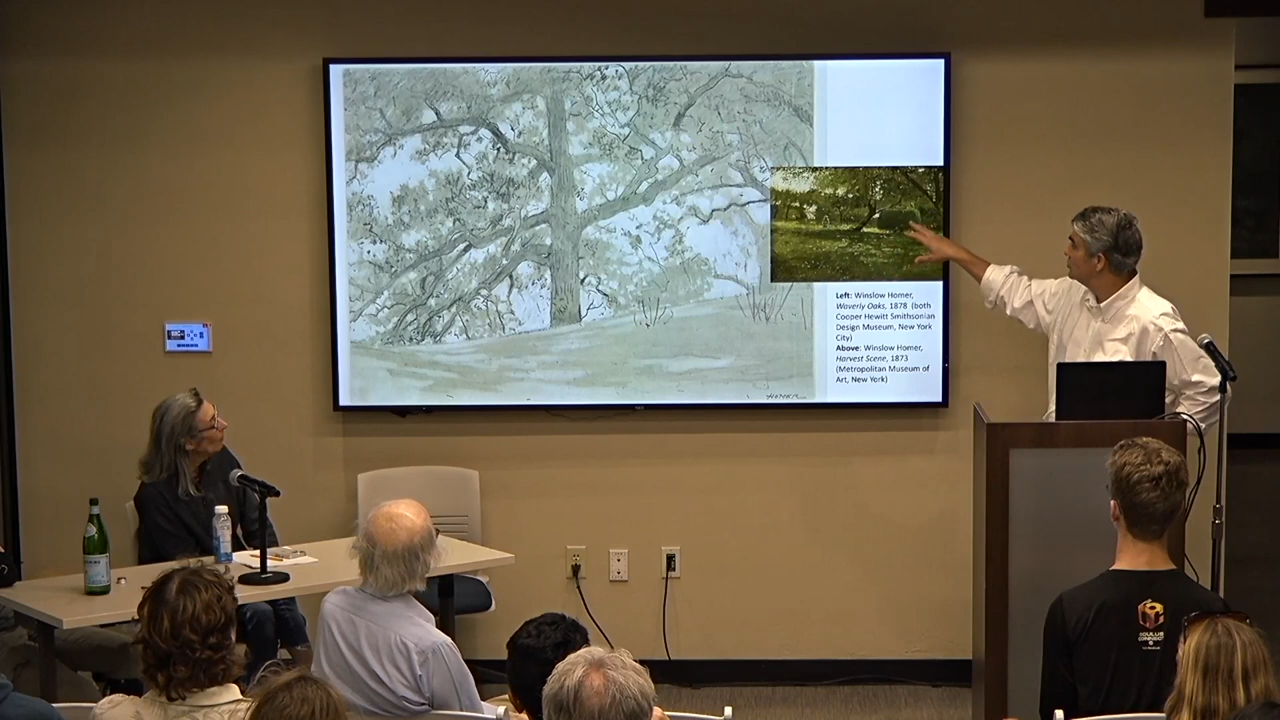 Left: Winslow Homer,
Waverly Oaks, 1878 (both
Cooper Hewitt Smithsonian
Design Museum, New York
City)
Above: Winslow Homer,
Harvest Scene, 1873
(Metropolitan Museum of
Art, New York)
HOMER
OCULUS
CONNECT